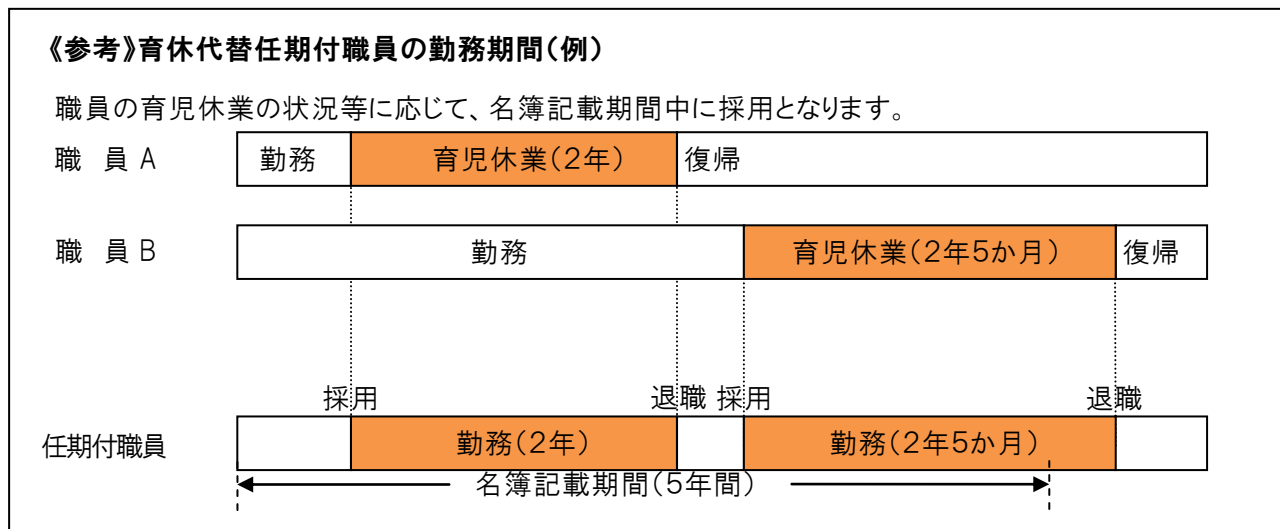 《参考》育休代替任期付職員の勤務期間(例)
職員の育児休業の状況等に応じて、名簿記載期間中に採用となります。
職　員 A 勤務 育児休業(2年) 復帰
職　員 B 勤務 育児休業(2年5か月) 復帰
採用 退職 採用 退職
任期付職員 勤務(2年) 勤務(2年5か月)
名簿記載期間(5年間)